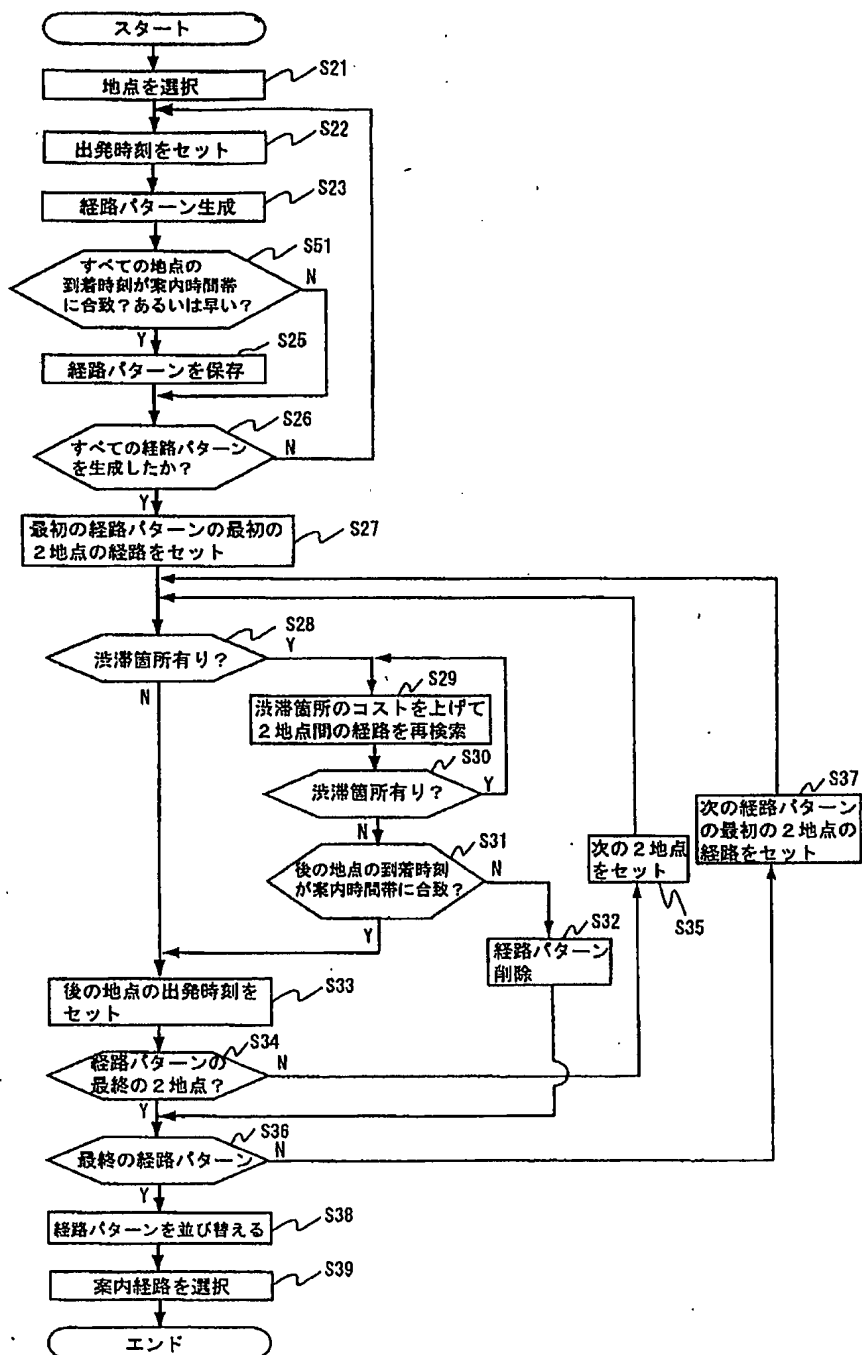 スタート
地点を選択
S21
出発時刻をセット
S22
経路パターン生成
S23
すべての地点の
到着時刻が案内時間帯
に合致？あるいは早い？
S51
N
Y
経路パターンを保存
S25
すべての経路パターン
を生成したか？
S26
N
Y
最初の経路パターンの最初の
２地点の経路をセット
S27
渋滞箇所有り？
S28
Y
N
渋滞箇所のコストを上げて
２地点間の経路を再検索
S29
渋滞箇所有り？
S30
Y
N
後の地点の到着時刻
が案内時間帯に合致？
S31
N
Y
経路パターン
削除
S32
次の２地点
をセット
S35
次の経路パターン
の最初の２地点の
経路をセット
S37
後の地点の出発時刻を
セット
S33
経路パターンの
最終の２地点？
S34
N
Y
最終の経路パターン
S36
N
Y
経路パターンを並び替える
S38
案内経路を選択
S39
エンド